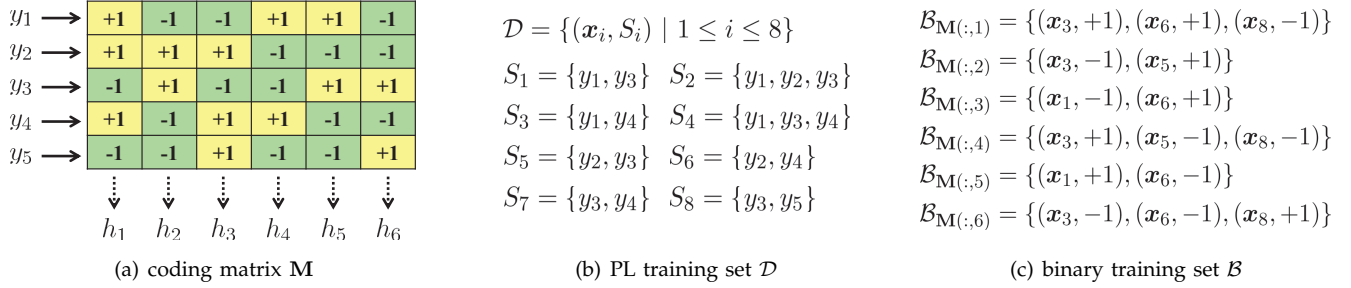 y₁ +1 -1 -1 +1 +1 -1
y₂ +1 +1 +1 -1 -1 -1
y₃ -1 +1 -1 -1 +1 +1
y₄ +1 -1 +1 +1 -1 -1
y₅ -1 -1 +1 -1 -1 +1
h₁ h₂ h₃ h₄ h₅ h₆
(a) coding matrix M
𝒟 = {(𝒙ᵢ, Sᵢ) | 1 ≤ i ≤ 8}
S₁ = {y₁, y₃} S₂ = {y₁, y₂, y₃}
S₃ = {y₁, y₄} S₄ = {y₁, y₃, y₄}
S₅ = {y₂, y₃} S₆ = {y₂, y₄}
S₇ = {y₃, y₄} S₈ = {y₃, y₅}
(b) PL training set 𝒟
ℬ_M(:,1) = {(𝒙₃, +1), (𝒙₆, +1), (𝒙₈, −1)}
ℬ_M(:,2) = {(𝒙₃, −1), (𝒙₅, +1)}
ℬ_M(:,3) = {(𝒙₁, −1), (𝒙₆, +1)}
ℬ_M(:,4) = {(𝒙₃, +1), (𝒙₅, −1), (𝒙₈, −1)}
ℬ_M(:,5) = {(𝒙₁, +1), (𝒙₆, −1)}
ℬ_M(:,6) = {(𝒙₃, −1), (𝒙₆, −1), (𝒙₈, +1)}
(c) binary training set ℬ